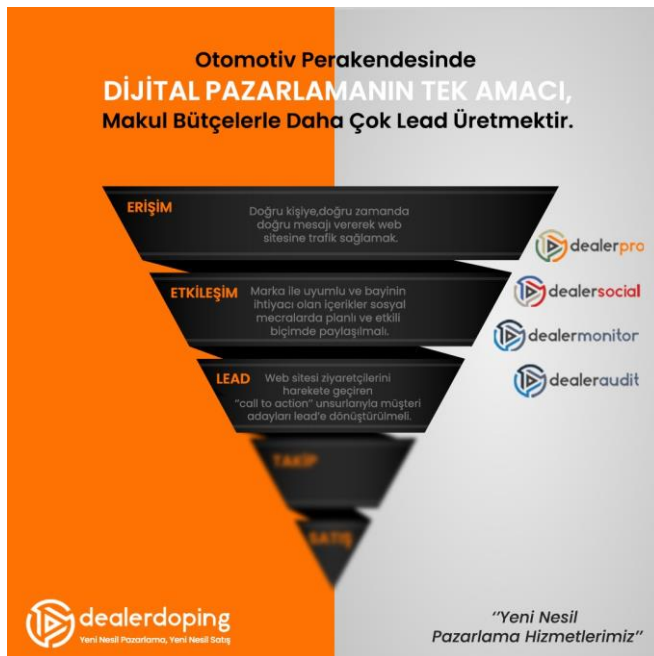 Otomotiv Perakendesinde
DİJİTAL PAZARLAMANIN TEK AMACI,
Makul Bütçelerle Daha Çok Lead Üretmektir.
ERİŞİM
Doğru kişiye,doğru zamanda
doğru mesajı vererek web
sitesine trafik sağlamak.
ETKİLEŞİM
Marka ile uyumlu ve bayinin
ihtiyacı olan içerikler sosyal
mecralarda planlı ve etkili
biçimde paylaşılmalı.
LEAD
Web sitesi ziyaretçilerini
harekete geçiren
"call to action" unsurlarıyla müşteri
adayları lead'e dönüştürülmeli.
TAKİP
SATIŞ
dealerpro
dealersocial
dealermonitor
dealeraudit
dealerdoping
Yeni Nesil Pazarlama, Yeni Nesil Satış
''Yeni Nesil
Pazarlama Hizmetlerimiz''